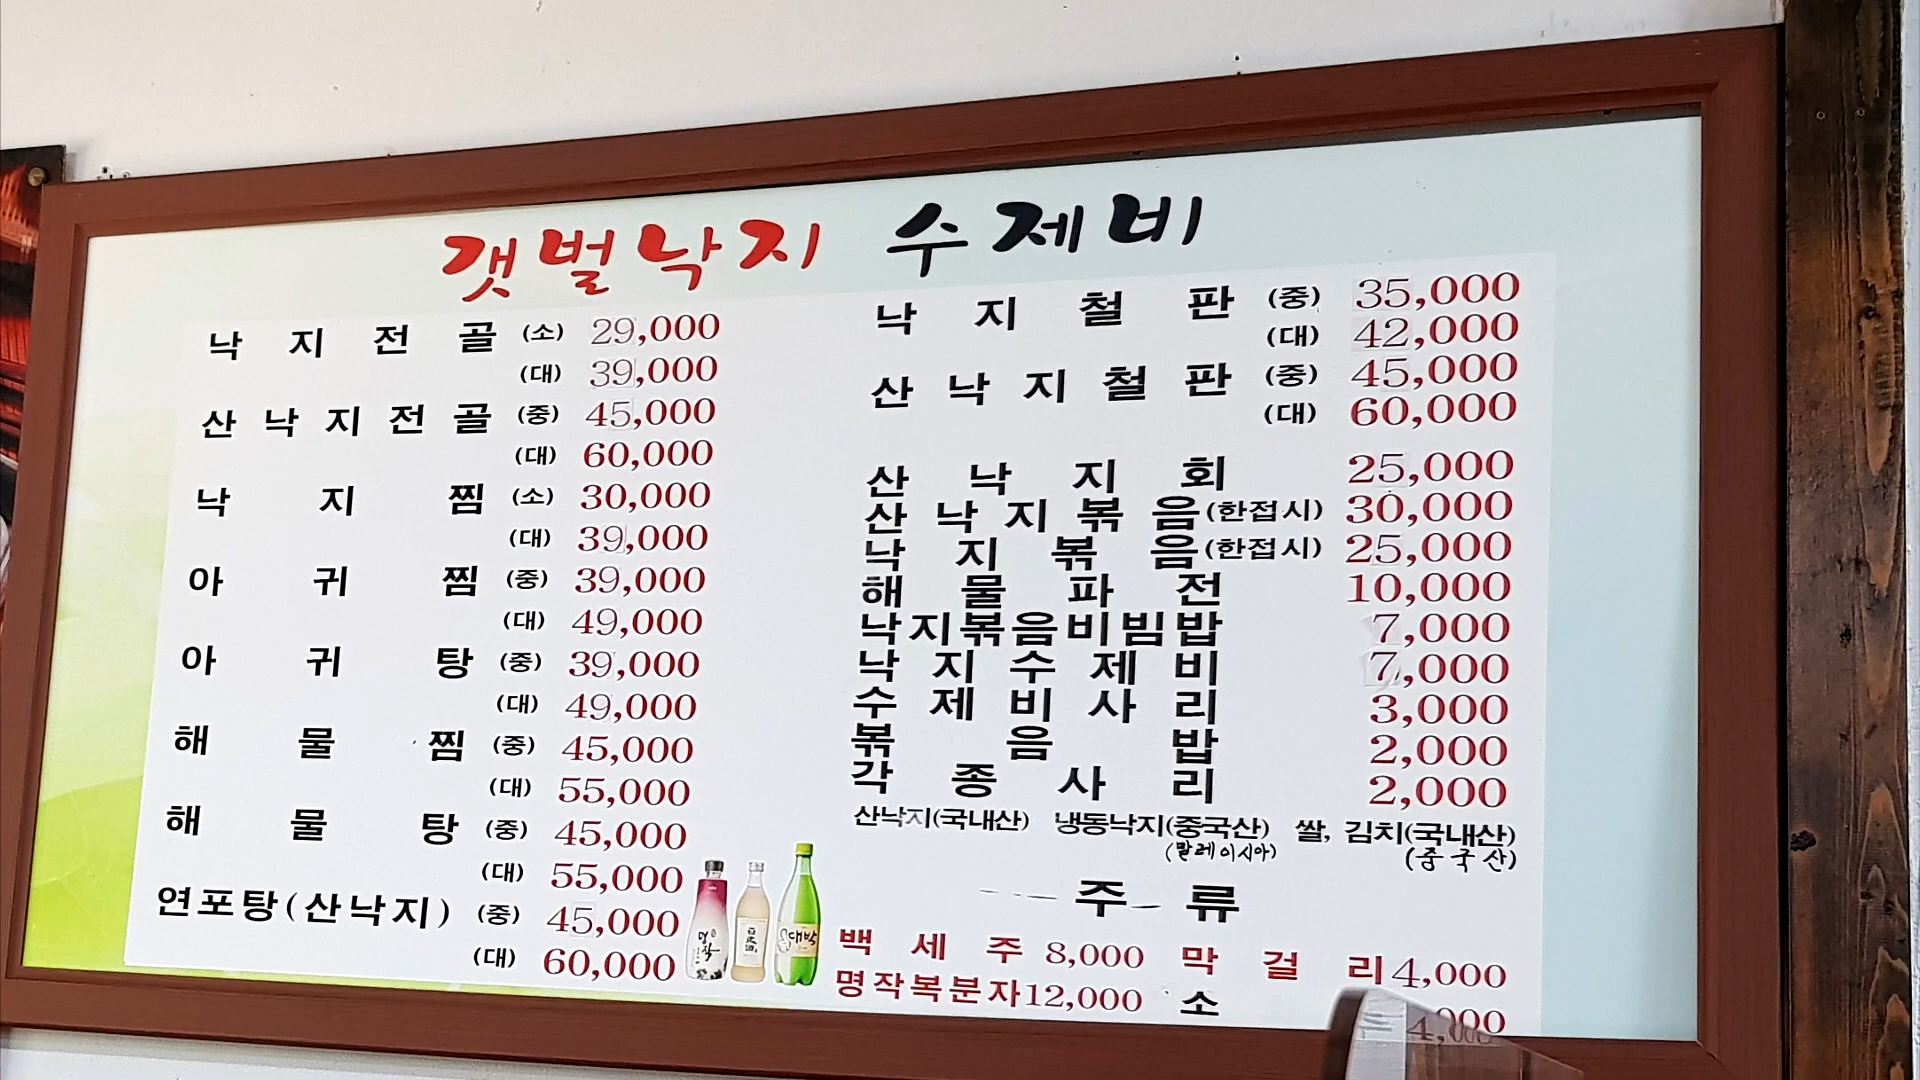 갯벌낙지 수제비
낙지전골 (소) 29,000
(대) 39,000
산낙지전골 (중) 45,000
(대) 60,000
낙지찜 (소) 30,000
(대) 39,000
아귀찜 (중) 39,000
(대) 49,000
아귀탕 (중) 39,000
(대) 49,000
해물찜 (중) 45,000
(대) 55,000
해물탕 (중) 45,000
(대) 55,000
연포탕(산낙지) (중) 45,000
(대) 60,000
낙지철판 (중) 35,000
(대) 42,000
산낙지철판 (중) 45,000
(대) 60,000
산낙지회 25,000
산낙지볶음(한접시) 30,000
낙지볶음(한접시) 25,000
해물파전 10,000
낙지볶음비빔밥 7,000
낙지수제비 7,000
수제비사리 3,000
볶음밥 2,000
각종사리 2,000
산낙지(국내산) 냉동낙지(중국산) 쌀, 김치(국내산)
(말레이시아) (중국산)
주류
백세주 8,000 막걸리 4,000
명작복분자 12,000 소 4,000
명작
대박